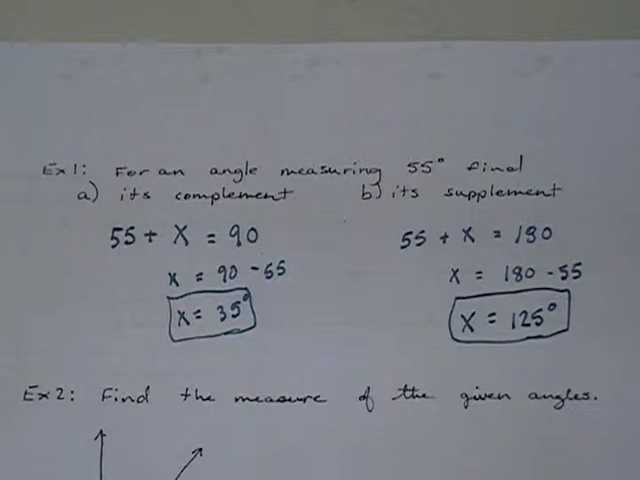 Ex1: For an angle measuring 55° find
a) its complement b) its supplement
55 + x = 90 55 + x = 180
x = 90 - 55 x = 180 - 55
x = 35° x = 125°
Ex2: Find the measure of the given angles.